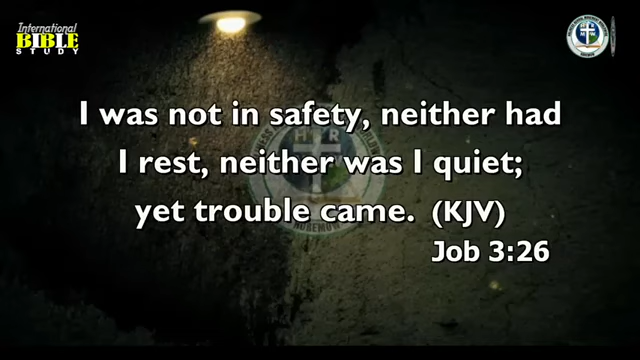 International
BIBLE
STUDY
I was not in safety, neither had
I rest, neither was I quiet;
yet trouble came. (KJV)
Job 3:26